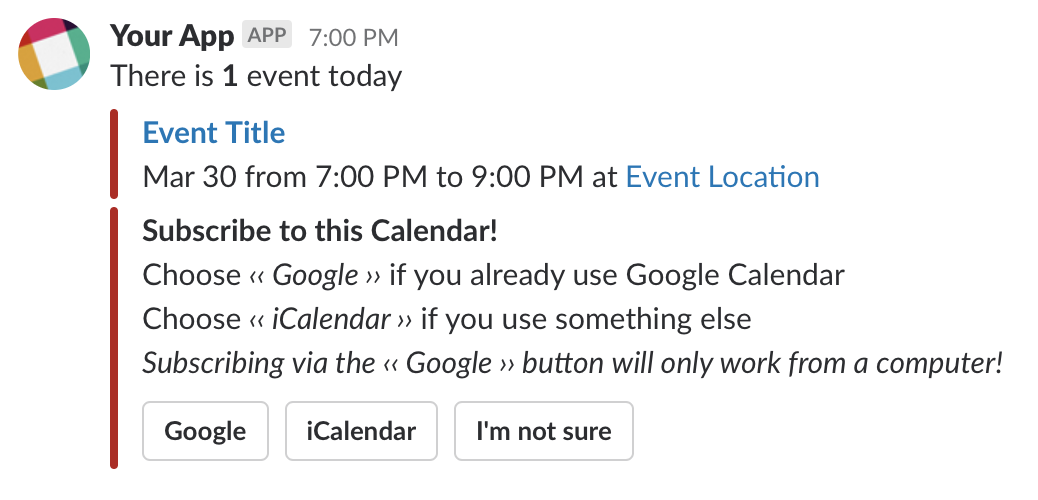 Your App APP 7:00 PM
There is 1 event today
Event Title
Mar 30 from 7:00 PM to 9:00 PM at Event Location
Subscribe to this Calendar!
Choose ‹‹ Google ›› if you already use Google Calendar
Choose ‹‹ iCalendar ›› if you use something else
Subscribing via the ‹‹ Google ›› button will only work from a computer!
Google iCalendar I'm not sure